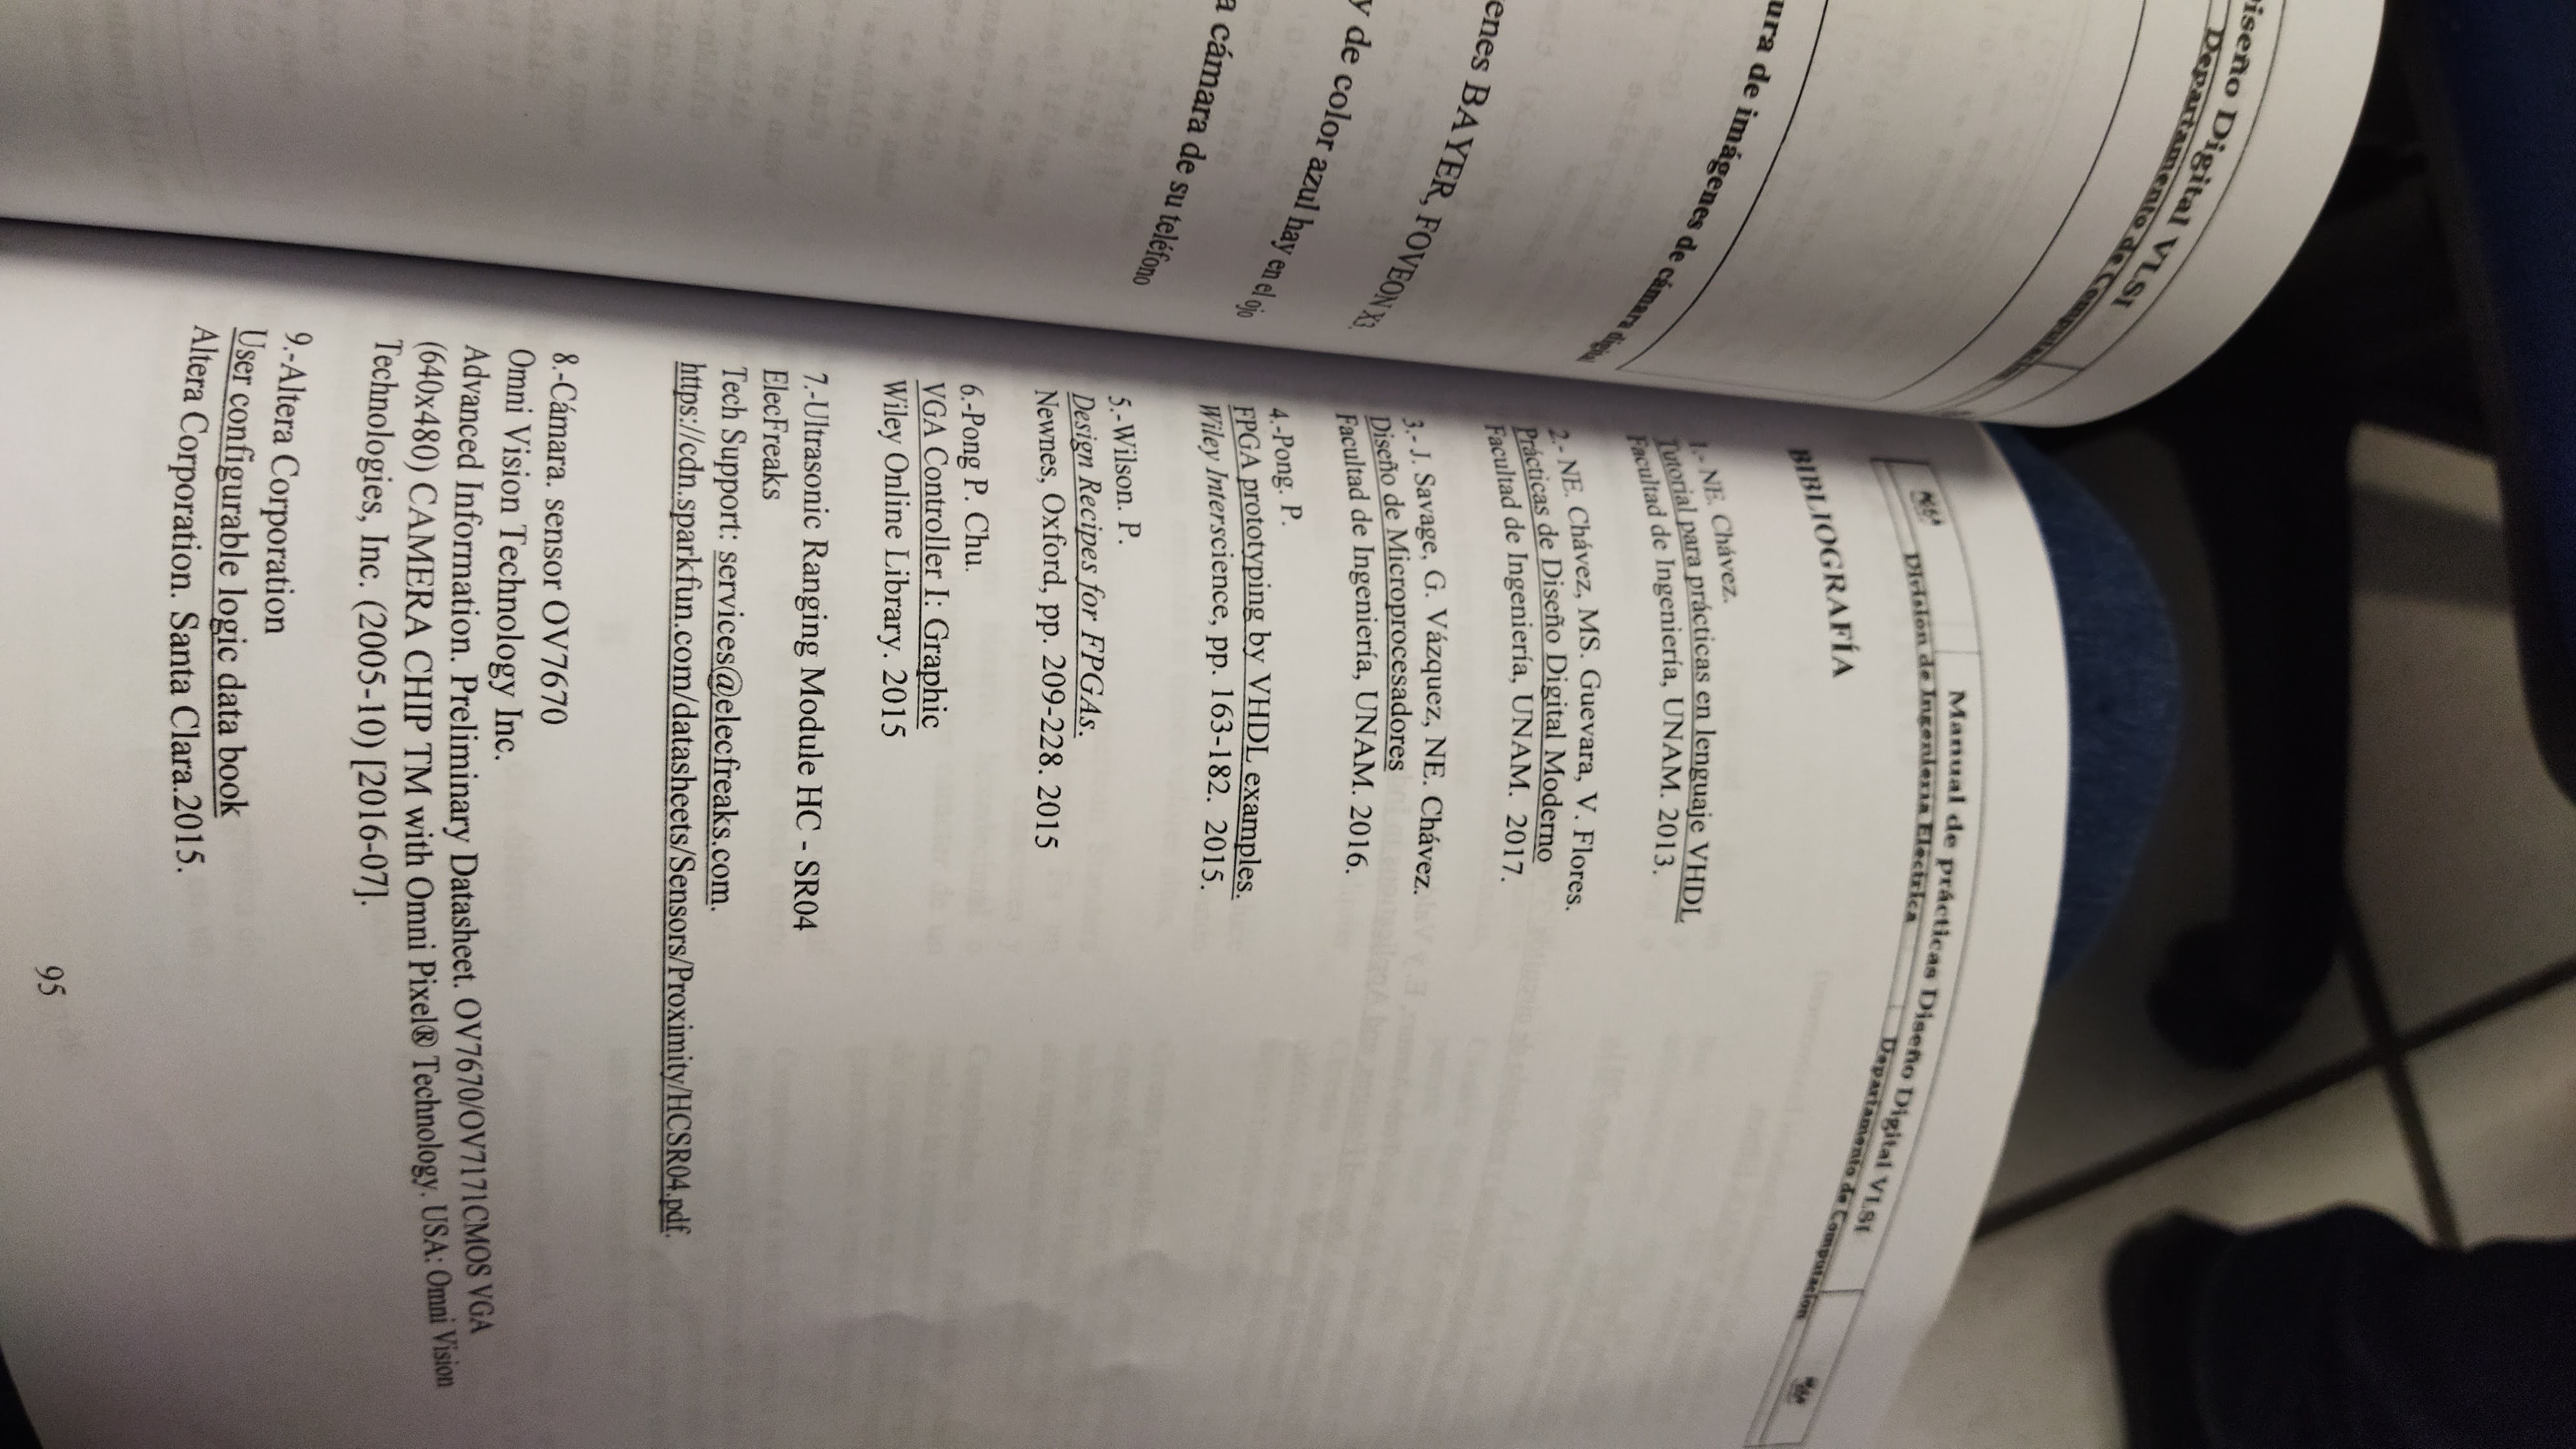 iseño Digital VLSI
Departamento de Computación
ura de imágenes de cámara digital
enes BAYER, FOVEON X3.
y de color azul hay en el ojo
a cámara de su teléfono
Manual de prácticas Diseño Digital VLSI
División de Ingeniería Eléctrica
Departamento de Computación
BIBLIOGRAFÍA
1.- NE. Chávez.
Tutorial para prácticas en lenguaje VHDL
Facultad de Ingeniería, UNAM. 2013.
2.- NE. Chávez, MS. Guevara, V. Flores.
Prácticas de Diseño Digital Moderno
Facultad de Ingeniería, UNAM. 2017.
3.- J. Savage, G. Vázquez, NE. Chávez.
Diseño de Microprocesadores
Facultad de Ingeniería, UNAM. 2016.
4.-Pong. P.
FPGA prototyping by VHDL examples.
Wiley Interscience, pp. 163-182. 2015.
5.-Wilson. P.
Design Recipes for FPGAs.
Newnes, Oxford, pp. 209-228. 2015
6.-Pong P. Chu.
VGA Controller I: Graphic
Wiley Online Library. 2015
7.-Ultrasonic Ranging Module HC - SR04
ElecFreaks
Tech Support: services@elecfreaks.com.
https://cdn.sparkfun.com/datasheets/Sensors/Proximity/HCSR04.pdf.
8.-Cámara. sensor OV7670
Omni Vision Technology Inc.
Advanced Information. Preliminary Datasheet. OV7670/OV7171CMOS VGA
(640x480) CAMERA CHIP TM with Omni Pixel® Technology. USA: Omni Vision
Technologies, Inc. (2005-10) [2016-07].
9.-Altera Corporation
User configurable logic data book
Altera Corporation. Santa Clara.2015.
95